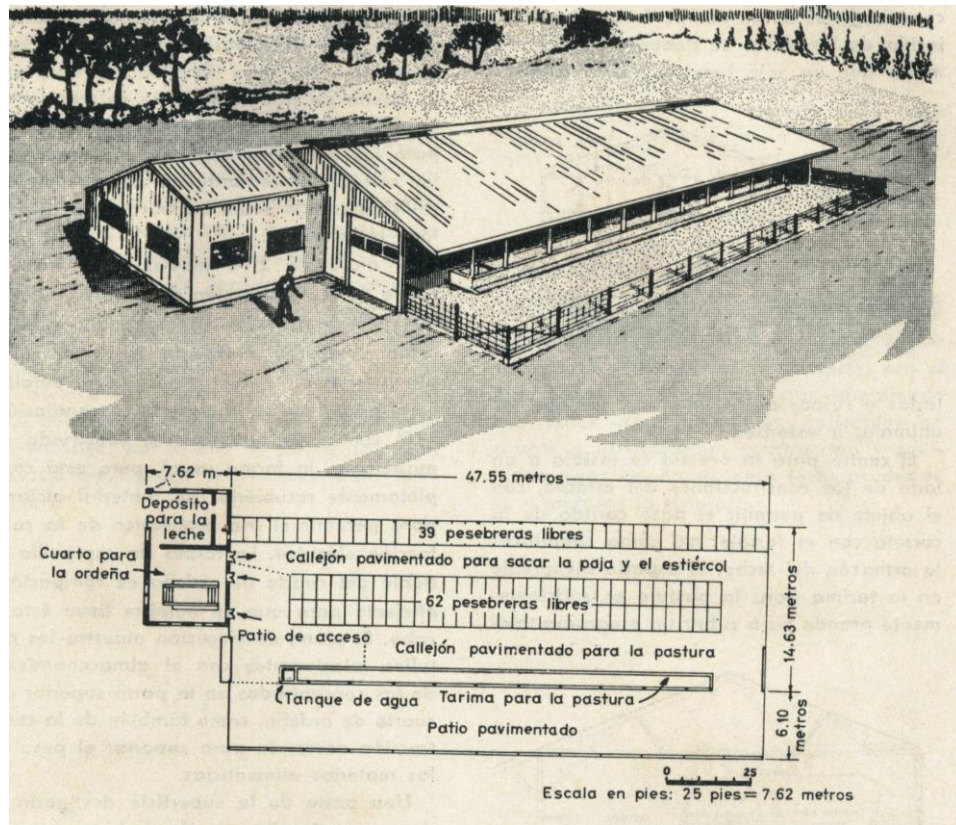 7.62 m
47.55 metros
Depósito
para la
leche
39 pesebreras libres
Callejón pavimentado para sacar la paja y el estiércol
Cuarto para
la ordeña
62 pesebreras libres
Patio de acceso
Callejón pavimentado para la pastura
14.63 metros
Tanque de agua
Tarima para la pastura
Patio pavimentado
6.10
metros
0 25
Escala en pies: 25 pies = 7.62 metros